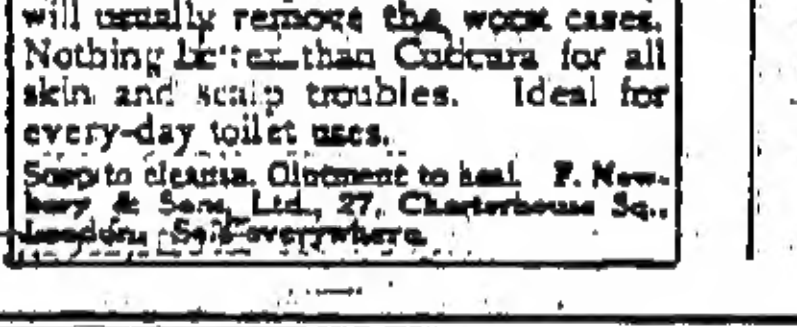 will usually remove the worst cases.
Nothing better than Cuticura for all
skin and scalp troubles. Ideal for
every-day toilet uses.
Soap to cleanse, Ointment to heal. F. New-
bery & Sons, Ltd., 27, Charterhouse Sq.,
London. Sold everywhere.